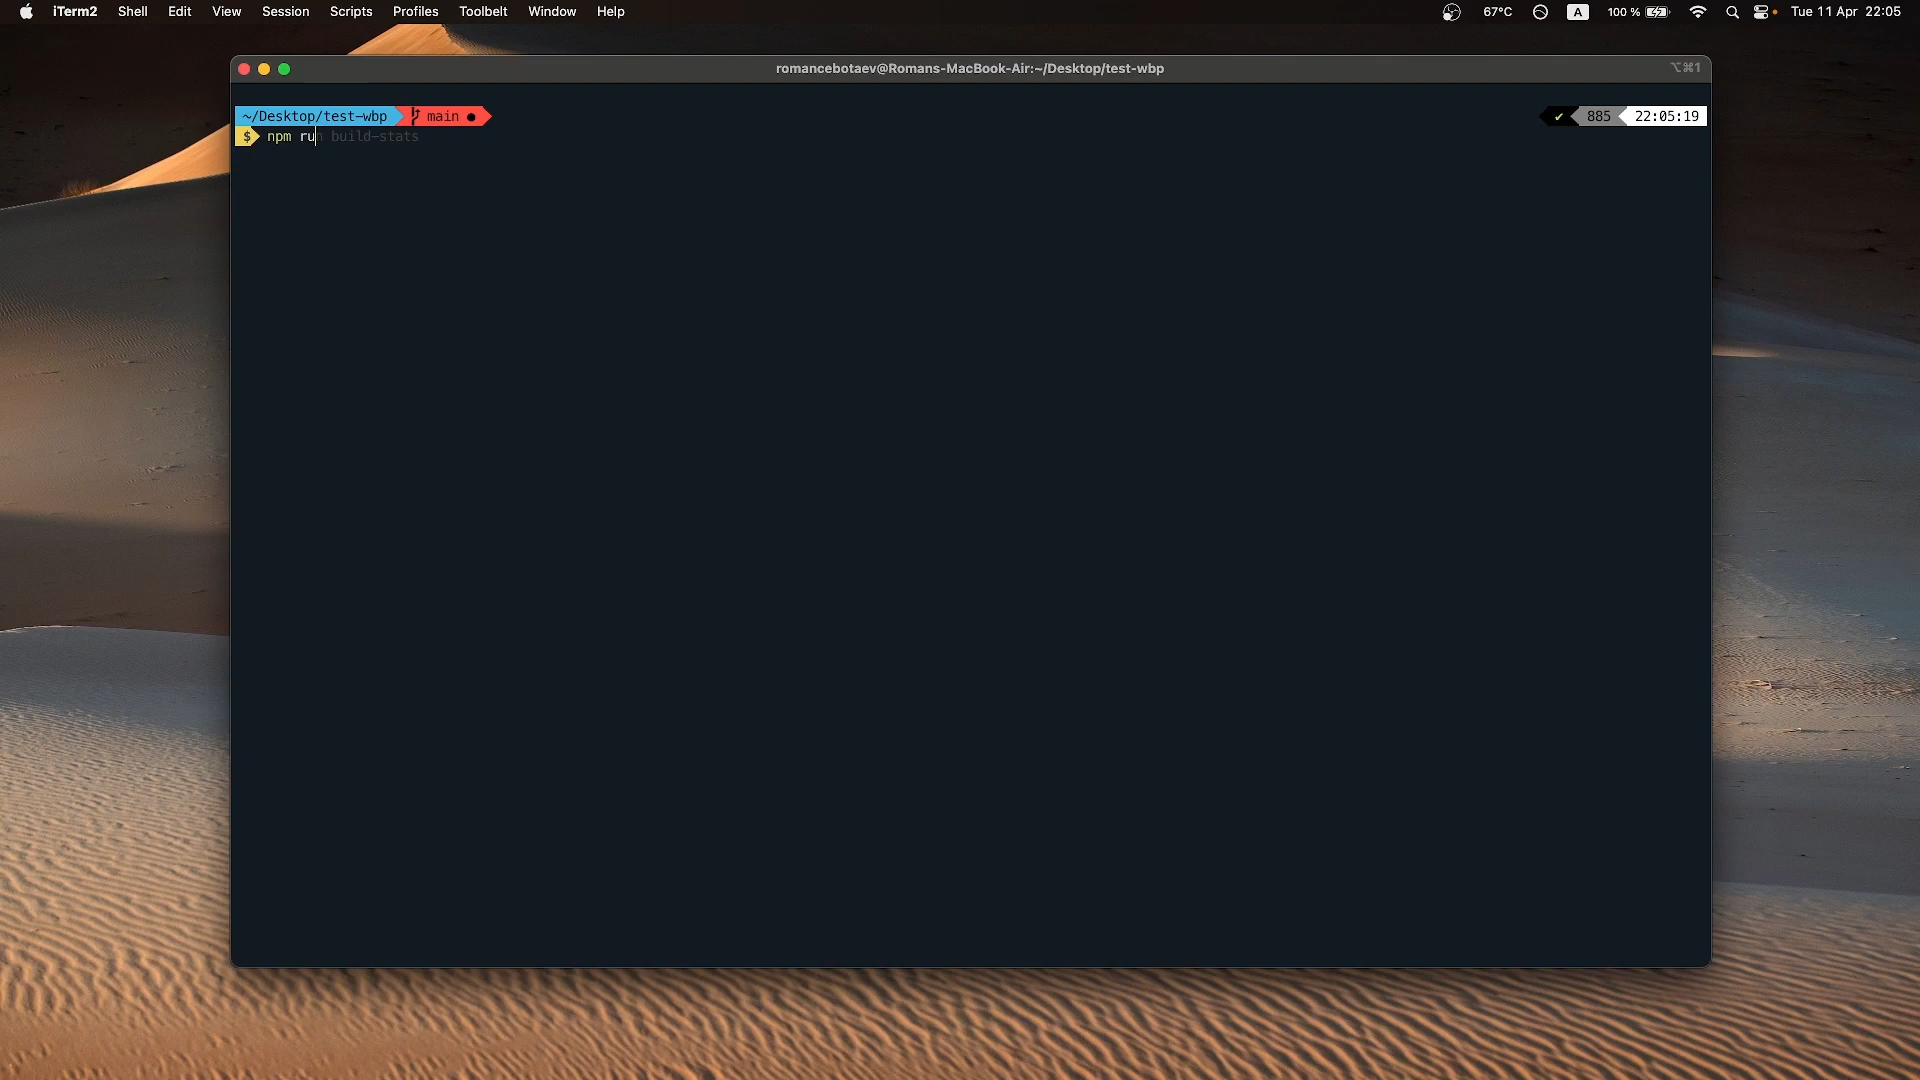 iTerm2 Shell Edit View Session Scripts Profiles Toolbelt Window Help 67°C A 100 % Tue 11 Apr 22:05
romancebotaev@Romans-MacBook-Air:~/Desktop/test-wbp ⌥⌘1
~/Desktop/test-wbp main ● ✔ 885 22:05:19
$ npm run build-stats